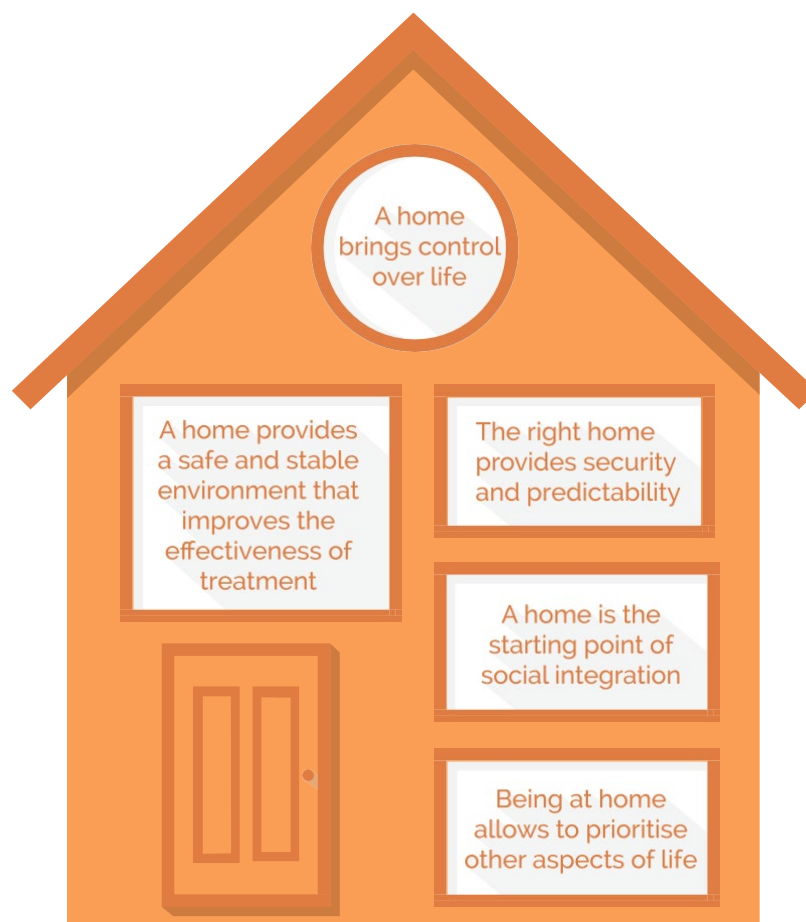 A home
brings control
over life
A home provides
a safe and stable
environment that
improves the
effectiveness of
treatment
The right home
provides security
and predictability
A home is the
starting point of
social integration
Being at home
allows to prioritise
other aspects of life